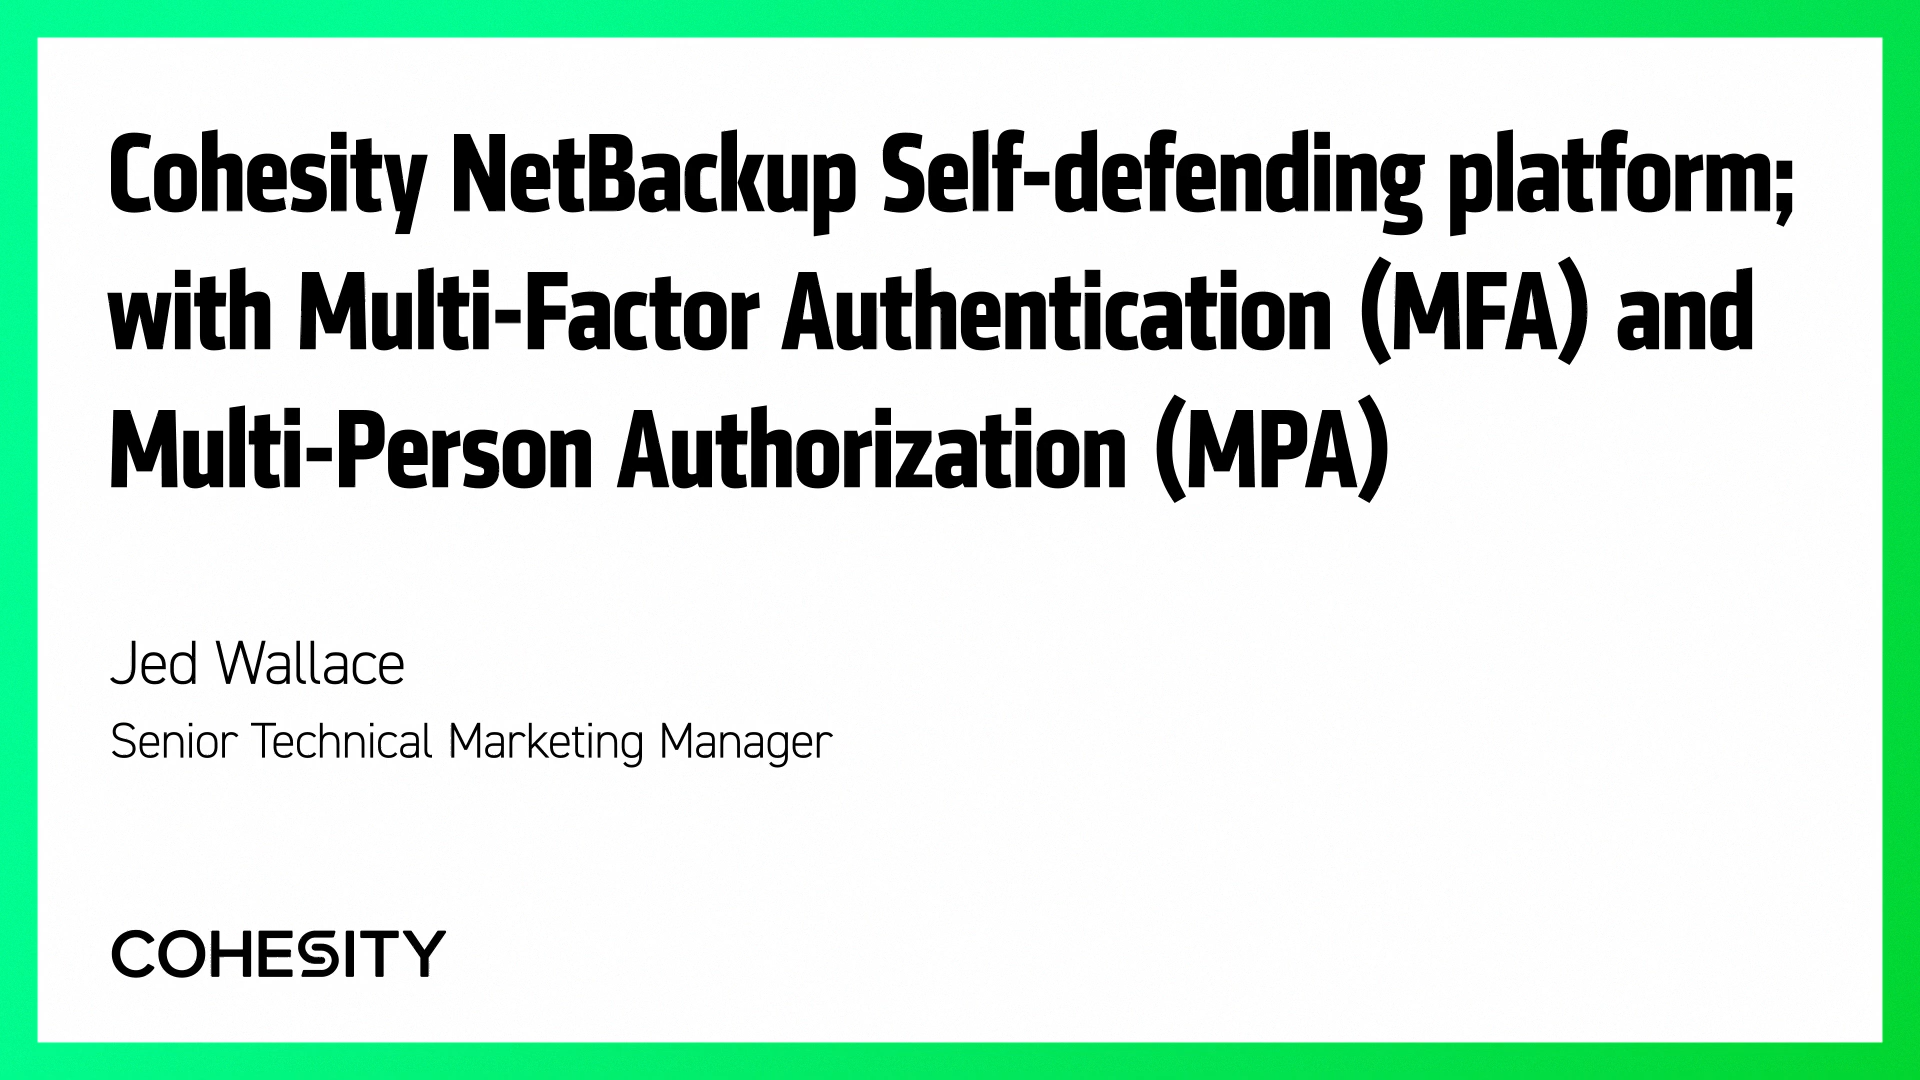 Cohesity NetBackup Self-defending platform;
with Multi-Factor Authentication (MFA) and
Multi-Person Authorization (MPA)
Jed Wallace
Senior Technical Marketing Manager
COHESITY